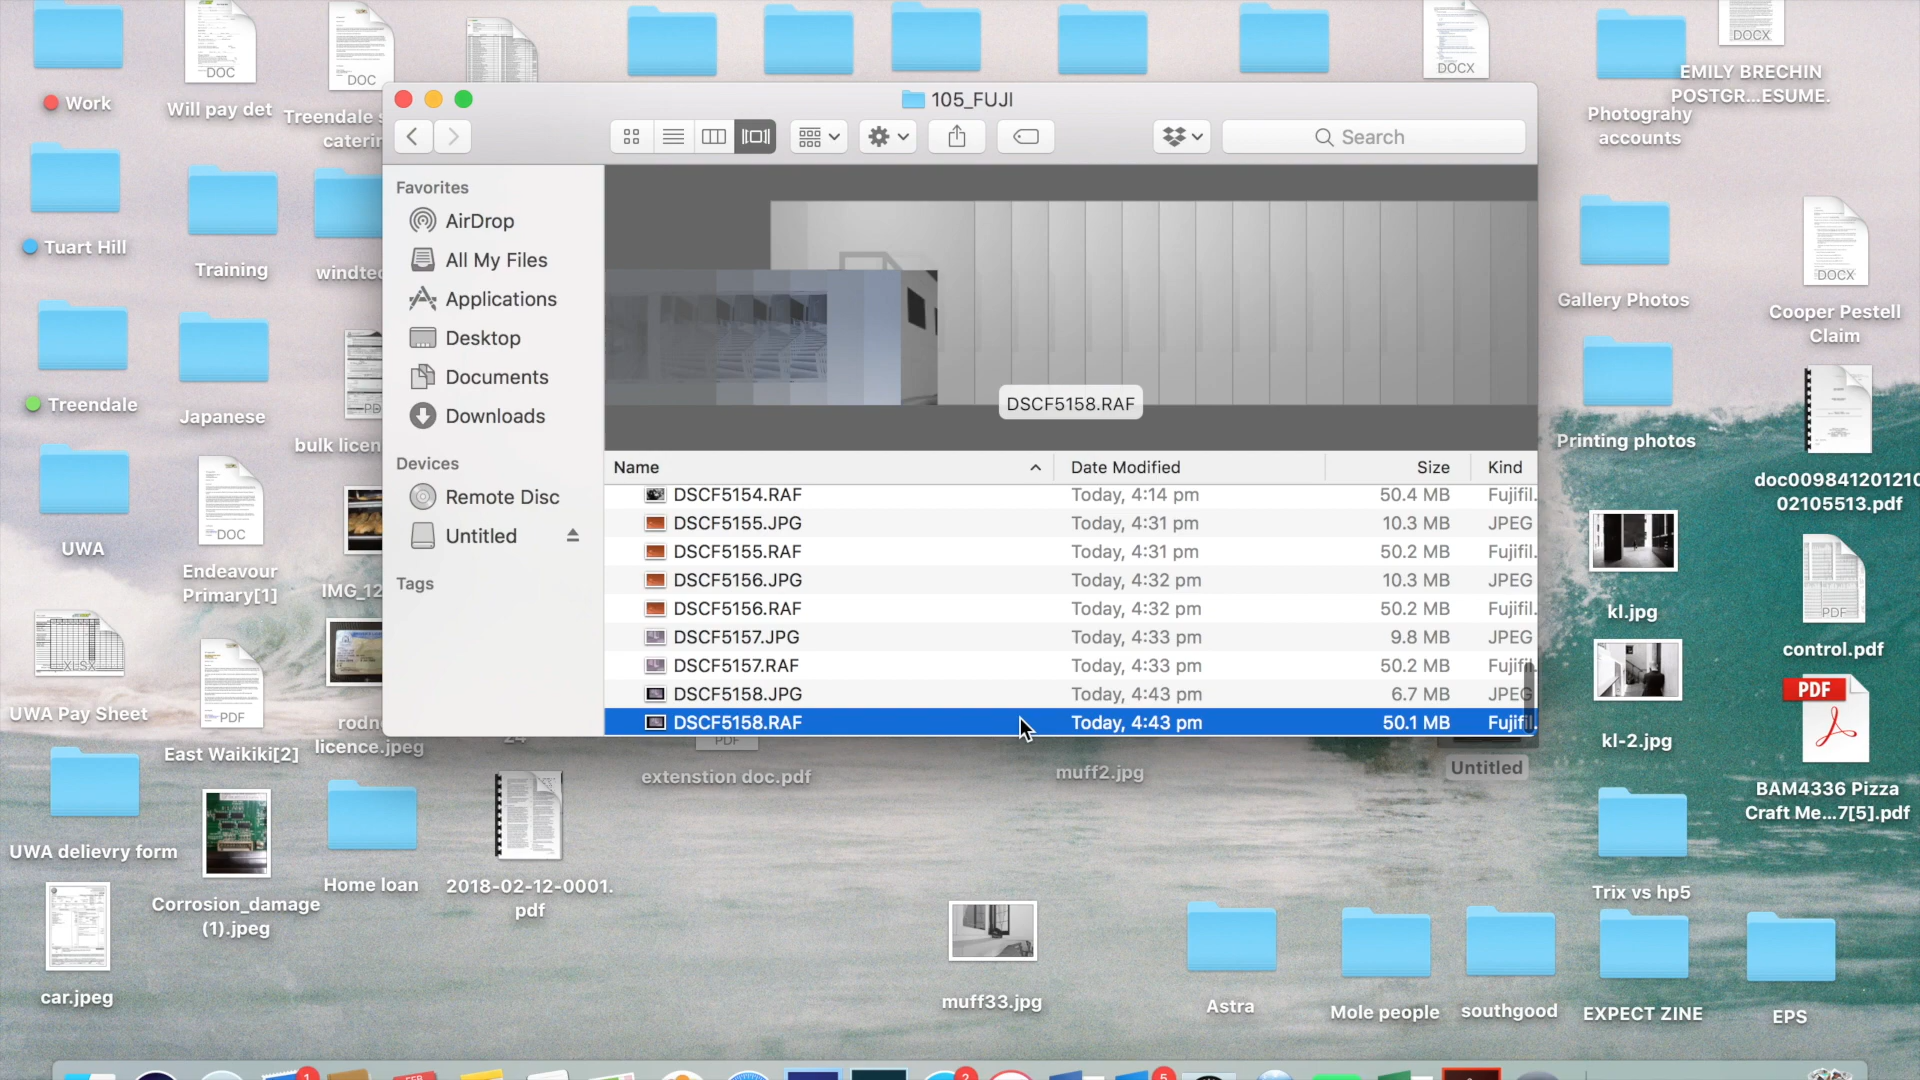 DOC
DOC
DOCX
DOCX
Work
Will pay det
Treendale
EMILY BRECHIN
POSTGR...ESUME.
Photograhy
accounts
105_FUJI
Search
Favorites
AirDrop
All My Files
Applications
Desktop
Documents
Downloads
Devices
Remote Disc
Untitled
Tags
DSCF5158.RAF
Name
Date Modified
Size
Kind
DSCF5154.RAF Today, 4:14 pm 50.4 MB Fujifil.
DSCF5155.JPG Today, 4:31 pm 10.3 MB JPEG
DSCF5155.RAF Today, 4:31 pm 50.2 MB Fujifil.
DSCF5156.JPG Today, 4:32 pm 10.3 MB JPEG
DSCF5156.RAF Today, 4:32 pm 50.2 MB Fujifil.
DSCF5157.JPG Today, 4:33 pm 9.8 MB JPEG
DSCF5157.RAF Today, 4:33 pm 50.2 MB Fujifil.
DSCF5158.JPG Today, 4:43 pm 6.7 MB JPEG
DSCF5158.RAF Today, 4:43 pm 50.1 MB Fujifil.
Tuart Hill
Training
Treendale
Japanese
bulk licen
UWA
DOC
Endeavour
Primary[1]
IMG_12
XLSX
UWA Pay Sheet
PDF
East Waikiki[2]
rodn
licence.jpeg
24
PDF
extenstion doc.pdf
muff2.jpg
Untitled
UWA delievry form
Corrosion_damage
(1).jpeg
Home loan
2018-02-12-0001.
pdf
car.jpeg
muff33.jpg
Astra
Mole people
southgood
EXPECT ZINE
EPS
Gallery Photos
DOCX
Cooper Pestell
Claim
Printing photos
doc009841201210
02105513.pdf
kl.jpg
PDF
control.pdf
kl-2.jpg
PDF
BAM4336 Pizza
Craft Me...7[5].pdf
Trix vs hp5
FEB
1
2
5